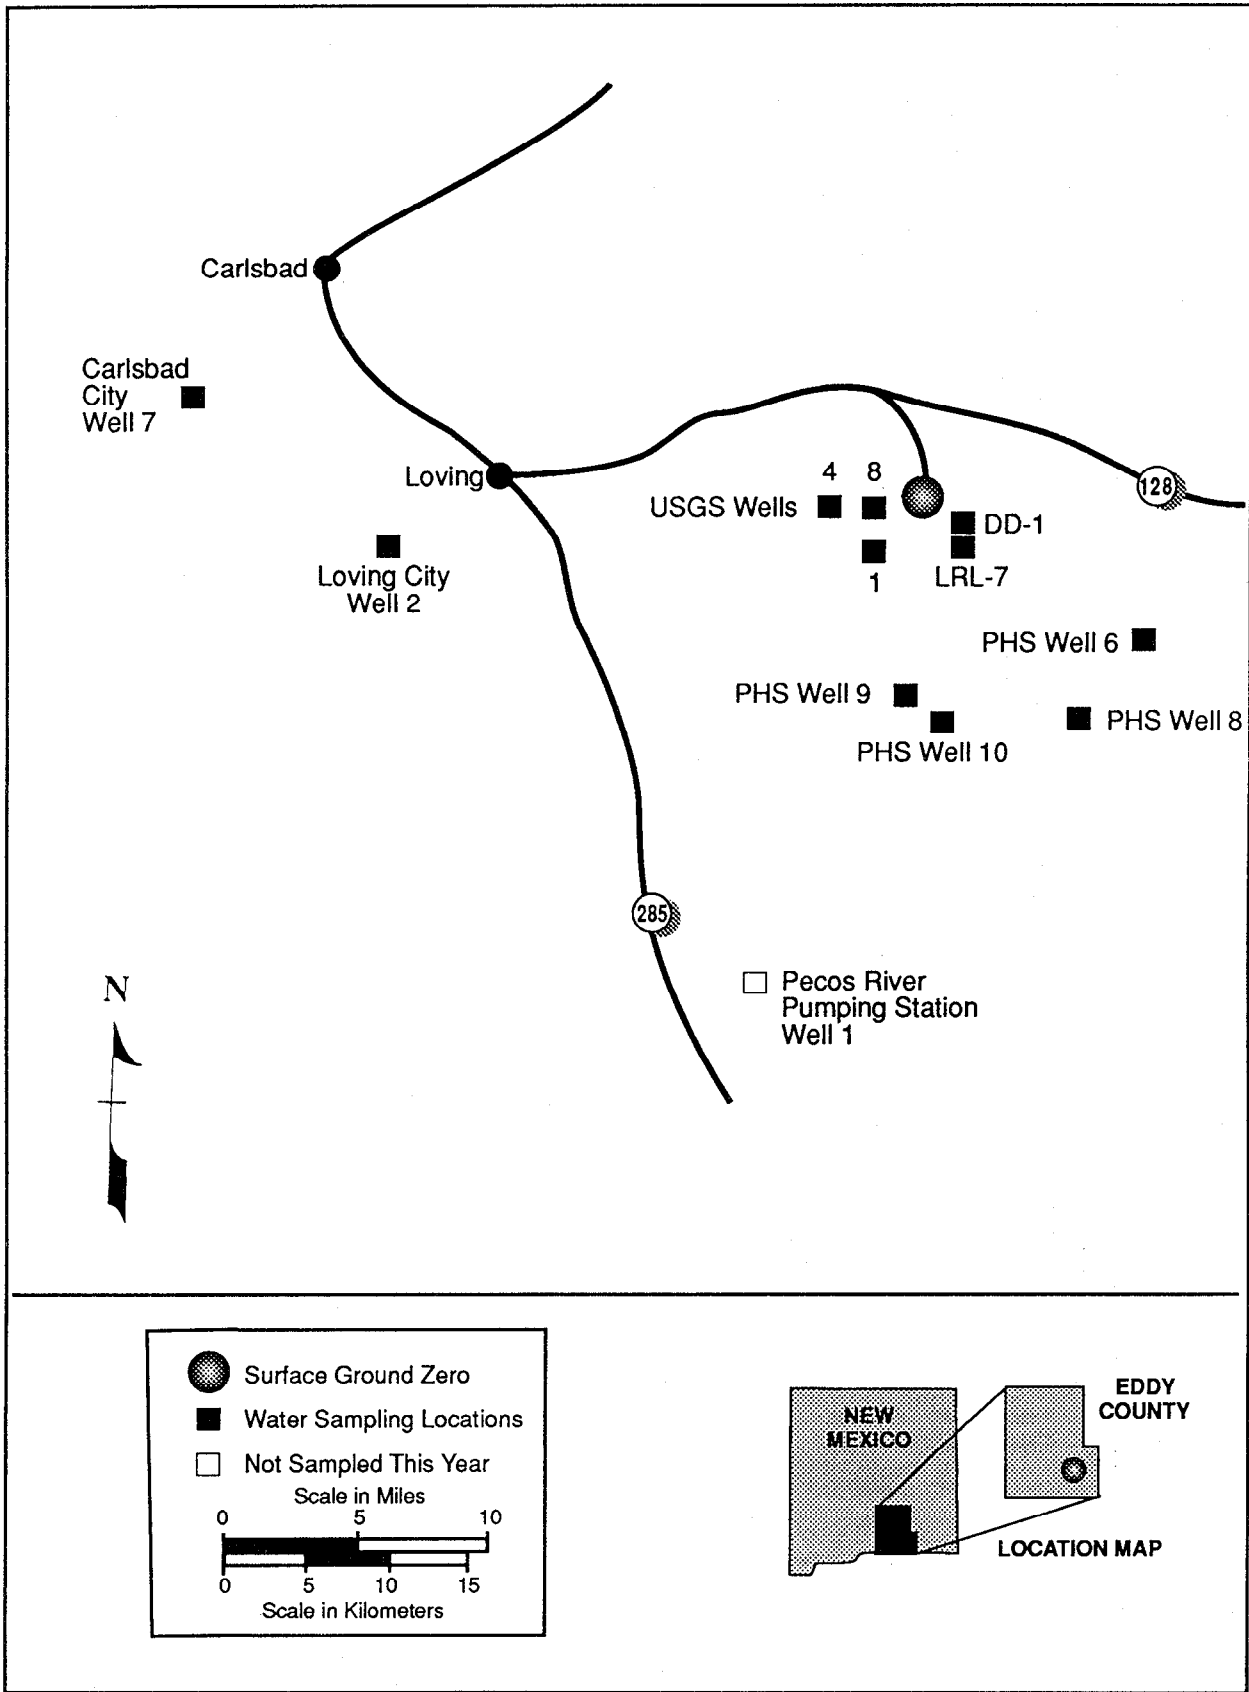 Carlsbad
Carlsbad
City
Well 7
Loving
4 8
USGS Wells
128
DD-1
Loving City
Well 2
1
LRL-7
PHS Well 6
PHS Well 9
PHS Well 8
PHS Well 10
285
Pecos River
Pumping Station
Well 1
N
Surface Ground Zero
Water Sampling Locations
Not Sampled This Year
Scale in Miles
0 5 10
0 5 10 15
Scale in Kilometers
NEW
MEXICO
EDDY
COUNTY
LOCATION MAP